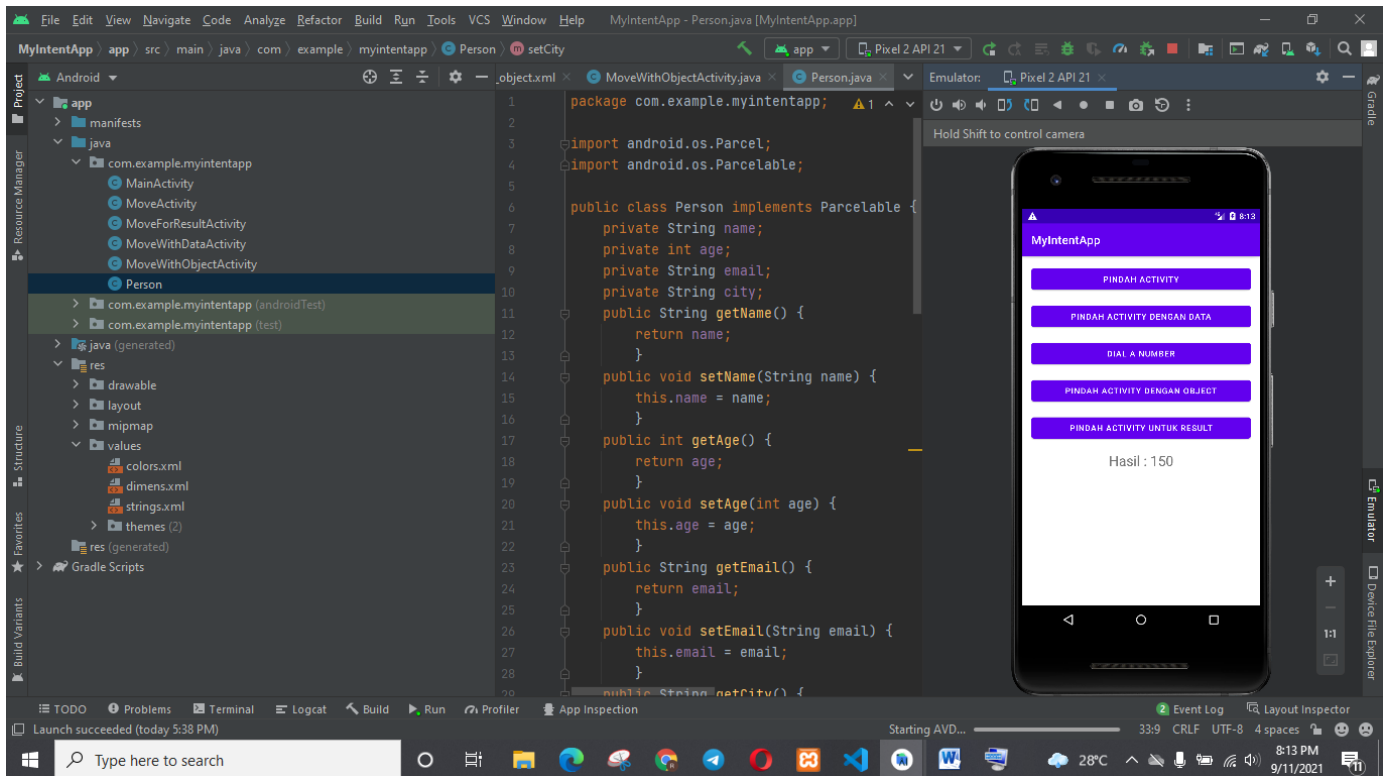 File Edit View Navigate Code Analyze Refactor Build Run Tools VCS Window Help MyIntentApp - Person.java [MyIntentApp.app]
MyIntentApp app src main java com example myintentapp Person setCity app Pixel 2 API 21
Project
Resource Manager
Structure
Favorites
Build Variants
Android
app
manifests
java
com.example.myintentapp
MainActivity
MoveActivity
MoveForResultActivity
MoveWithDataActivity
MoveWithObjectActivity
Person
com.example.myintentapp (androidTest)
com.example.myintentapp (test)
java (generated)
res
drawable
layout
mipmap
values
colors.xml
dimens.xml
strings.xml
themes (2)
res (generated)
Gradle Scripts
_object.xml MoveWithObjectActivity.java Person.java
1
1 package com.example.myintentapp;
2
3 import android.os.Parcel;
4 import android.os.Parcelable;
5
6 public class Person implements Parcelable {
7 private String name;
8 private int age;
9 private String email;
10 private String city;
11 public String getName() {
12 return name;
13 }
14 public void setName(String name) {
15 this.name = name;
16 }
17 public int getAge() {
18 return age;
19 }
20 public void setAge(int age) {
21 this.age = age;
22 }
23 public String getEmail() {
24 return email;
25 }
26 public void setEmail(String email) {
27 this.email = email;
28 }
29 public String getCity() {
Emulator: Pixel 2 API 21
Hold Shift to control camera
8:13
MyIntentApp
PINDAH ACTIVITY
PINDAH ACTIVITY DENGAN DATA
DIAL A NUMBER
PINDAH ACTIVITY DENGAN OBJECT
PINDAH ACTIVITY UNTUK RESULT
Hasil : 150
1:1
Gradle
Emulator
Device File Explorer
TODO Problems Terminal Logcat Build Run Profiler App Inspection 2 Event Log Layout Inspector
Launch succeeded (today 5:38 PM) Starting AVD... 33:9 CRLF UTF-8 4 spaces
Type here to search 28°C 8:13 PM
9/11/2021 11